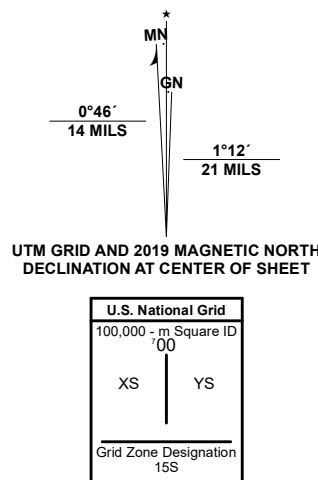 ★
MN
GN
0°46´
14 MILS
1°12´
21 MILS
UTM GRID AND 2019 MAGNETIC NORTH
DECLINATION AT CENTER OF SHEET
U.S. National Grid
100,000 - m Square ID
⁷00
XS YS
Grid Zone Designation
15S